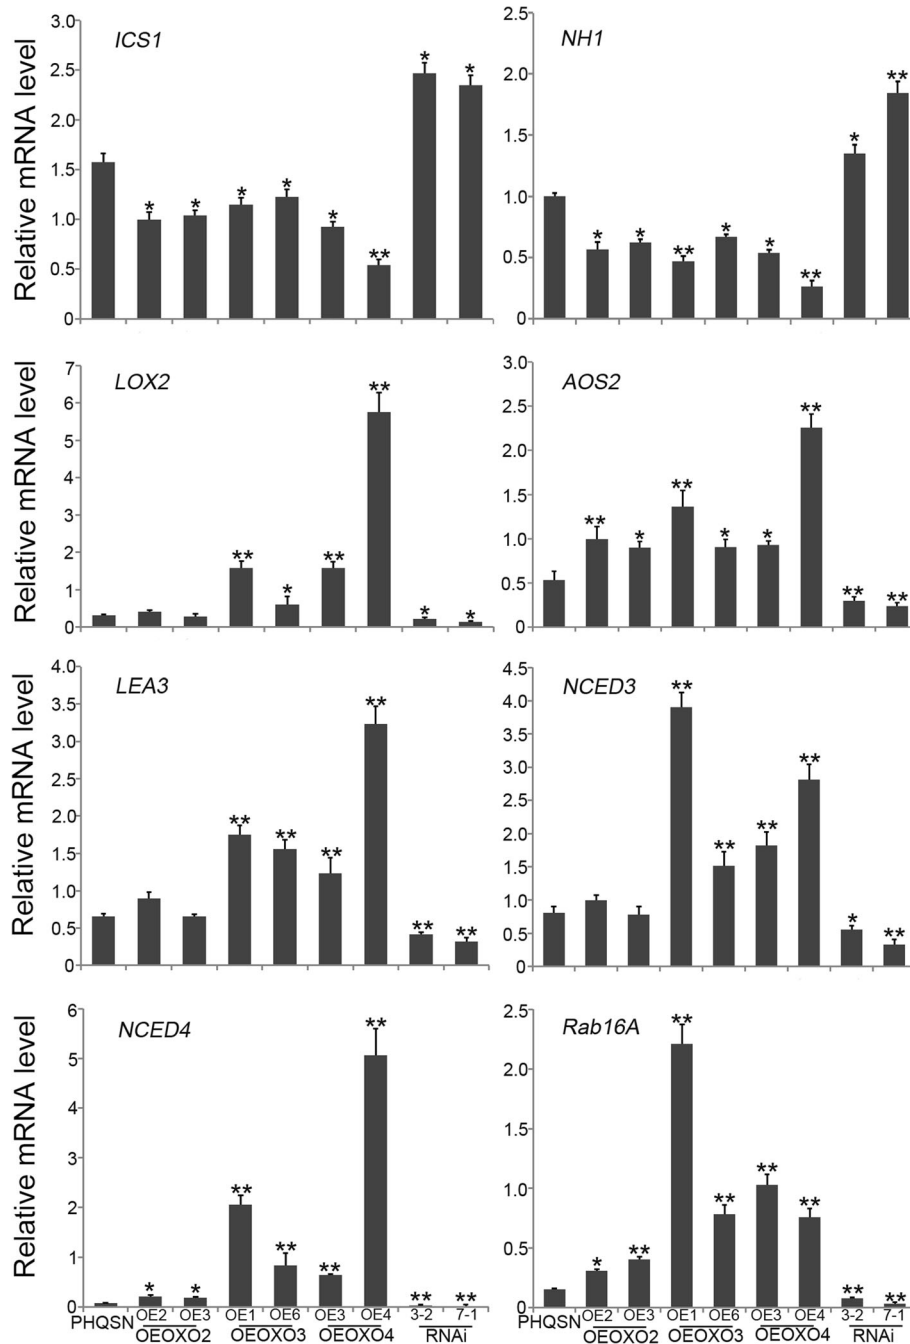 ICS1
NH1
Relative mRNA level
3.0
2.5
2.0
1.5
1.0
0.5
0
* * * * * ** * *
2.5
2.0
1.5
1.0
0.5
0
* * ** * * ** * **
LOX2
AOS2
Relative mRNA level
7
6
5
4
3
2
1
0
** * ** ** * *
3.0
2.5
2.0
1.5
1.0
0.5
0
** * ** * * ** ** **
LEA3
NCED3
Relative mRNA level
4.0
3.5
3.0
2.5
2.0
1.5
1.0
0.5
0
** ** ** ** ** **
4.5
4.0
3.5
3.0
2.5
2.0
1.5
1.0
0.5
0
** ** ** ** * **
NCED4
Rab16A
Relative mRNA level
6
5
4
3
2
1
0
* * ** ** ** ** ** **
2.5
2.0
1.5
1.0
0.5
0
* ** ** ** ** ** ** **
PHQSN OE2 OE3 OE1 OE6 OE3 OE4 3-2 7-1
OEOXO2 OEOXO3 OEOXO4 RNAi
PHQSN OE2 OE3 OE1 OE6 OE3 OE4 3-2 7-1
OEOXO2 OEOXO3 OEOXO4 RNAi